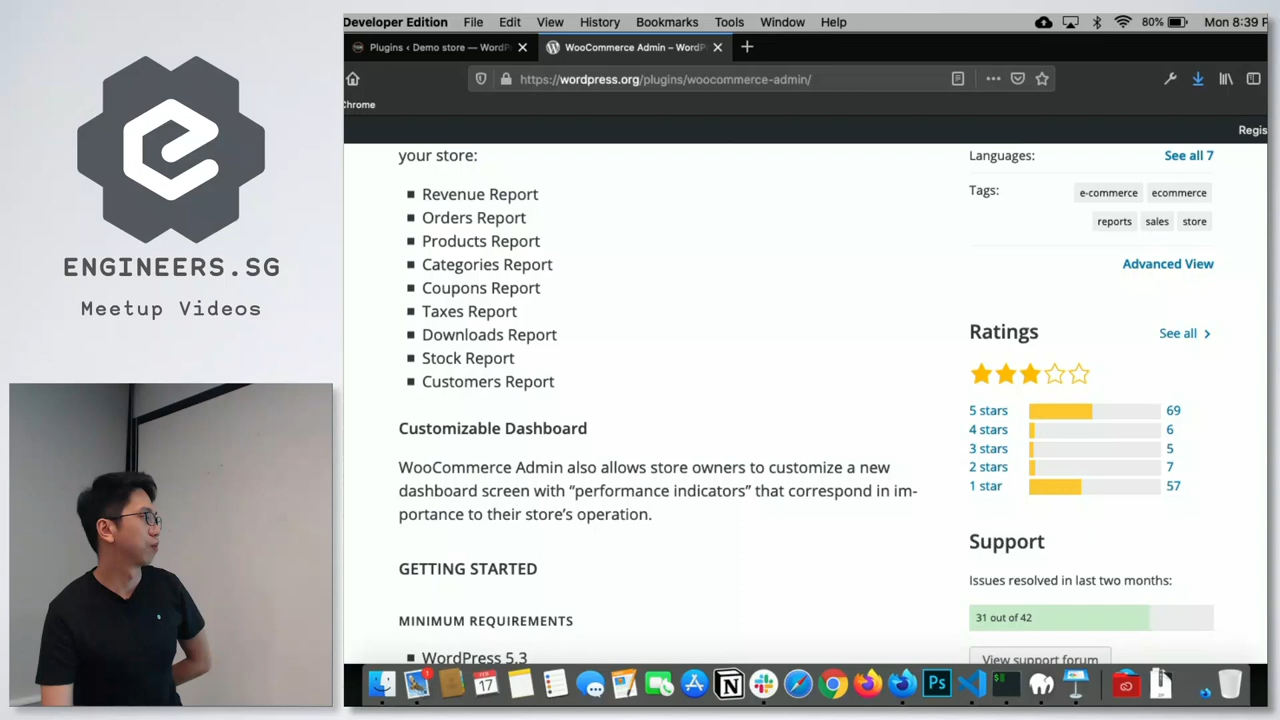 Developer Edition File Edit View History Bookmarks Tools Window Help 80% Mon 8:39
Plugins ‹ Demo store — WordP
WooCommerce Admin – WordP
https://wordpress.org/plugins/woocommerce-admin/
Chrome
Regis
your store:
Revenue Report
Orders Report
Products Report
Categories Report
Coupons Report
Taxes Report
Downloads Report
Stock Report
Customers Report
Customizable Dashboard
WooCommerce Admin also allows store owners to customize a new
dashboard screen with “performance indicators” that correspond in im-
portance to their store’s operation.
GETTING STARTED
MINIMUM REQUIREMENTS
WordPress 5.3
Languages: See all 7
Tags: e-commerce ecommerce
reports sales store
Advanced View
Ratings See all
5 stars 69
4 stars 6
3 stars 5
2 stars 7
1 star 57
Support
Issues resolved in last two months:
31 out of 42
View support forum
ENGINEERS.SG
Meetup Videos
FEB
17
Ps